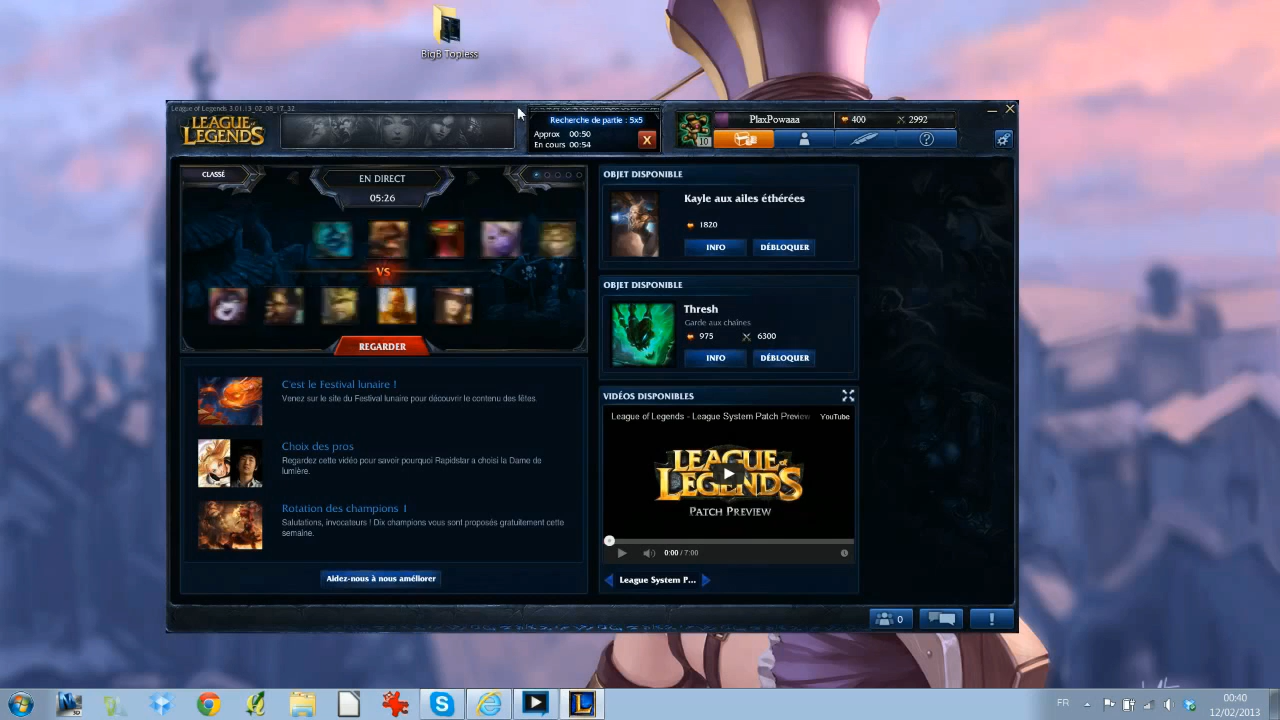 BigB Topless
League of Legends 3.01.13_02_08_17_32
LEAGUE of LEGENDS
Recherche de partie : 5x5
Approx 00:50
En cours 00:54
X
PlaxPowaaa
400
2992
10
?
CLASSÉ
EN DIRECT
05:26
VS
REGARDER
C'est le Festival lunaire !
Venez sur le site du Festival lunaire pour découvrir le contenu des fêtes.
Choix des pros
Regardez cette vidéo pour savoir pourquoi Rapidstar a choisi la Dame de
lumière.
Rotation des champions !
Salutations, invocateurs ! Dix champions vous sont proposés gratuitement cette
semaine.
Aidez-nous à nous améliorer
OBJET DISPONIBLE
Kayle aux ailes éthérées
1820
INFO DÉBLOQUER
OBJET DISPONIBLE
Thresh
Garde aux chaînes
975 6300
INFO DÉBLOQUER
VIDÉOS DISPONIBLES
League of Legends - League System Patch Preview YouTube
LEAGUE of LEGENDS
PATCH PREVIEW
0:00 / 7:00
League System P...
0
!
FR
00:40
12/02/2013